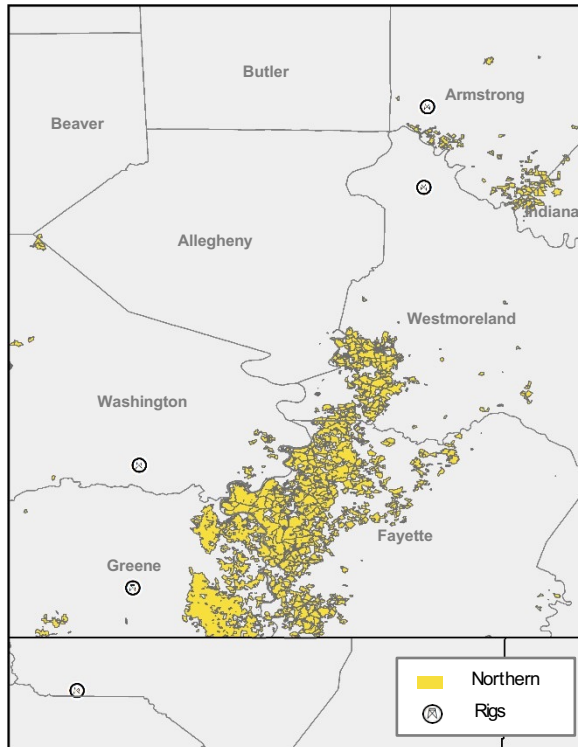 Butler
Armstrong
Beaver
Indiana
Allegheny
Westmoreland
Washington
Fayette
Greene
Northern
Rigs